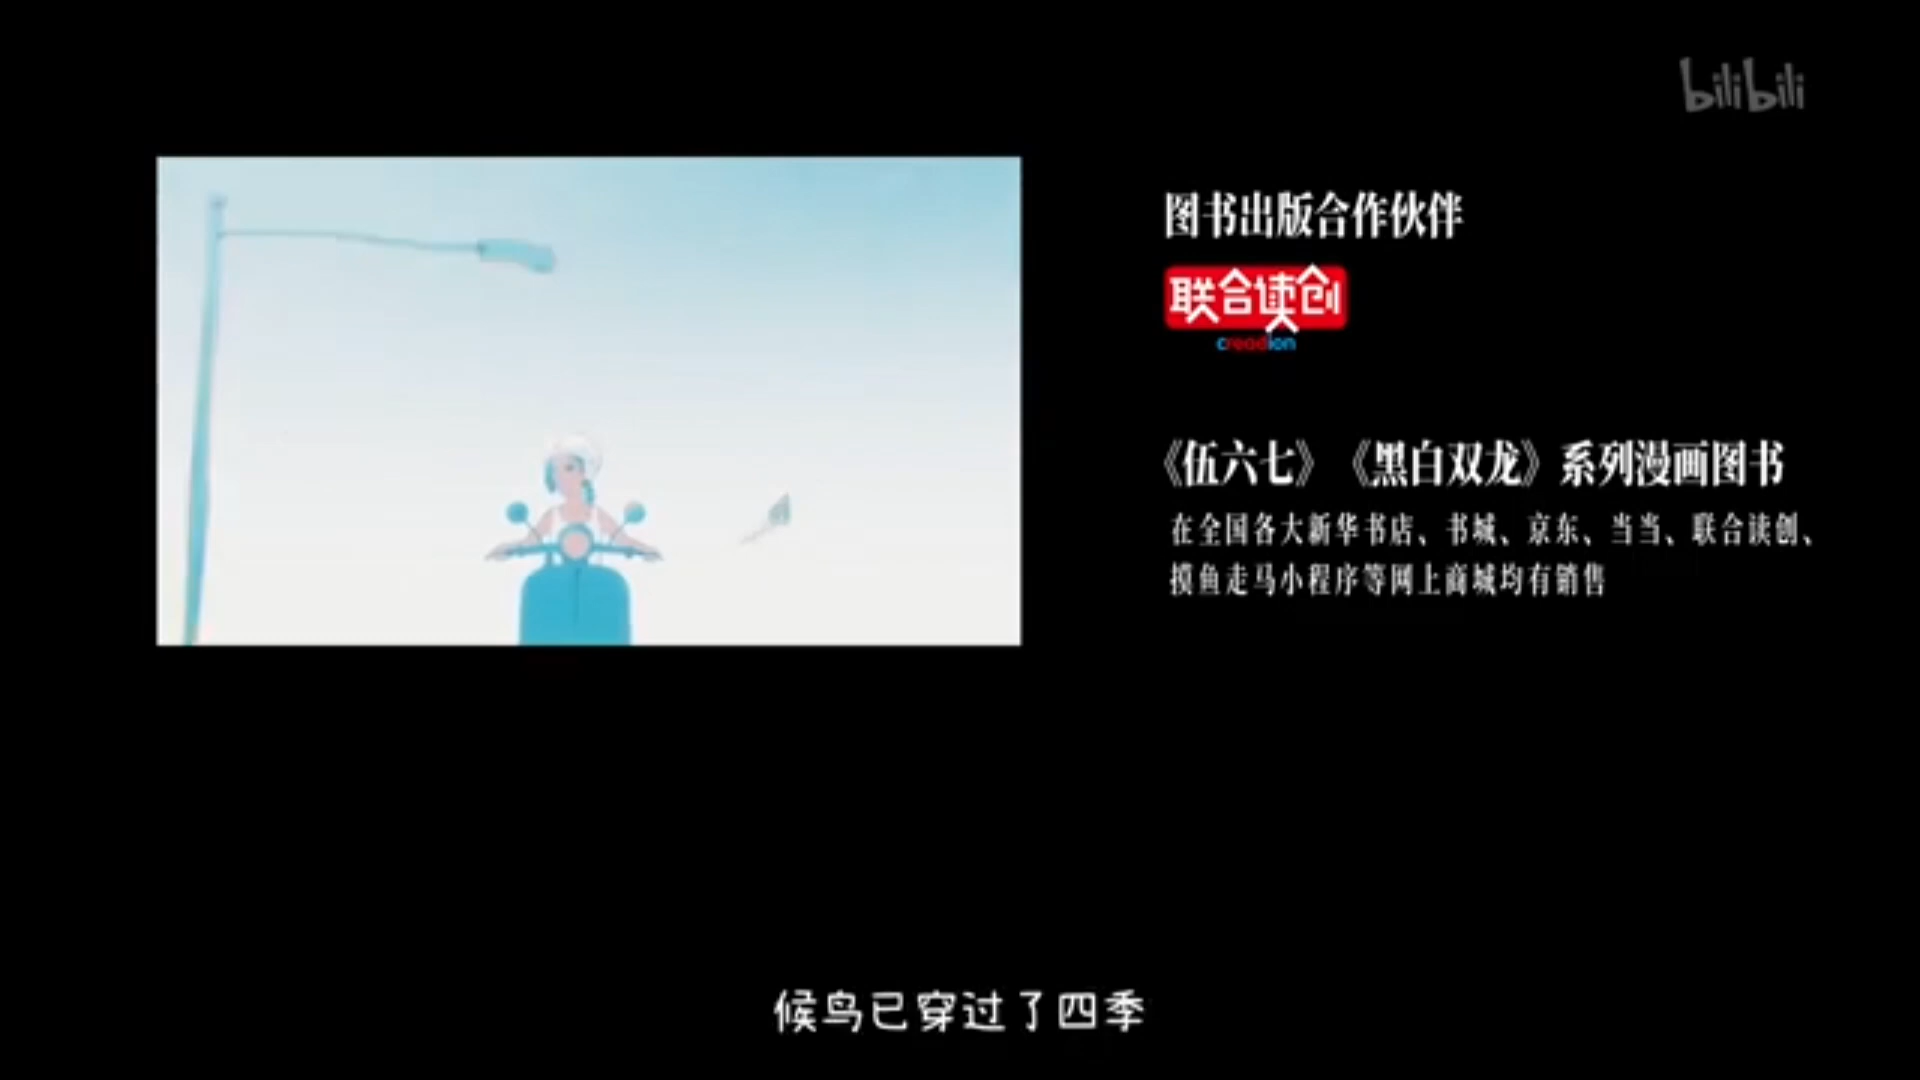 bilibili
图书出版合作伙伴
联合读创
creadion
《伍六七》《黑白双龙》系列漫画图书
在全国各大新华书店、书城、京东、当当、联合读创、
摸鱼走马小程序等网上商城均有销售
候鸟已穿过了四季